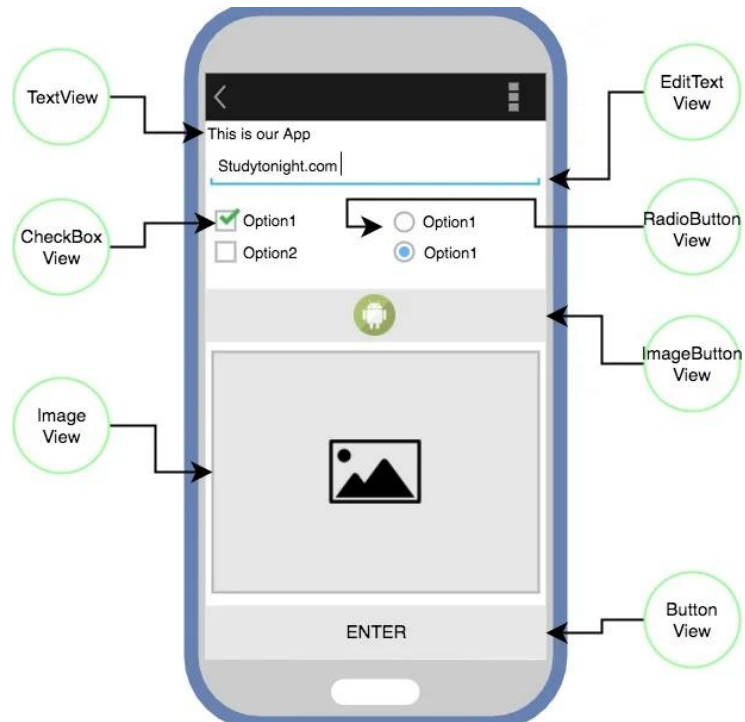 TextView
EditText
View
This is our App
Studytonight.com
CheckBox
View
Option1
Option2
Option1
Option1
RadioButton
View
ImageButton
View
Image
View
ENTER
Button
View